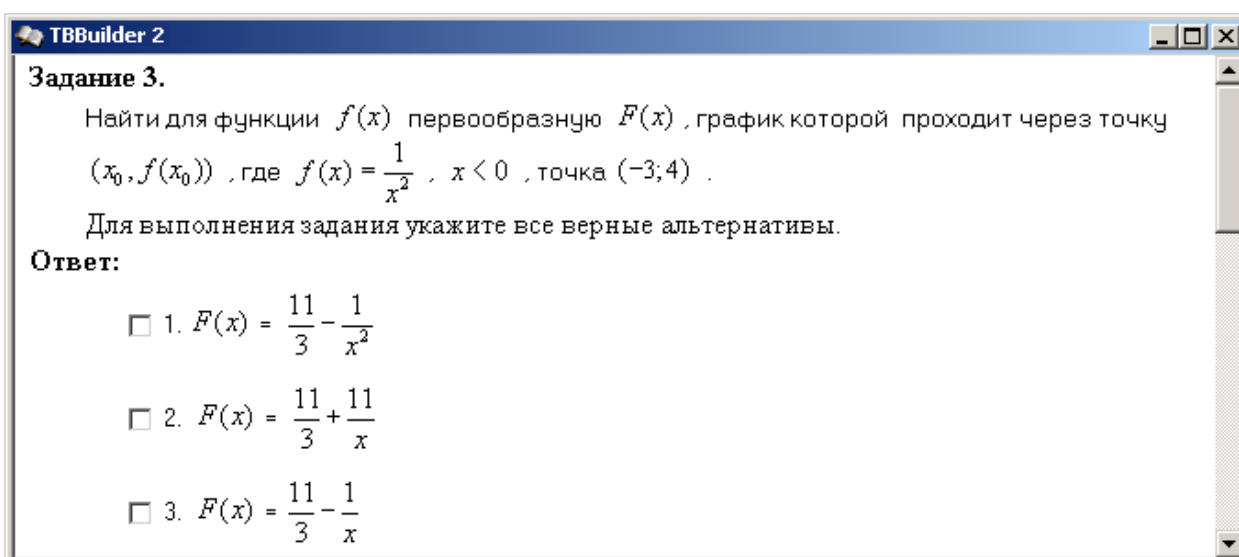 TBBuilder 2
Задание 3.
Найти для функции f(x) первообразную F(x) , график которой проходит через точку
(x₀, f(x₀)) , где f(x) = 1/x² , x < 0 , точка (−3;4) .
Для выполнения задания укажите все верные альтернативы.
Ответ:
1. F(x) = 11/3 − 1/x²
2. F(x) = 11/3 + 11/x
3. F(x) = 11/3 − 1/x